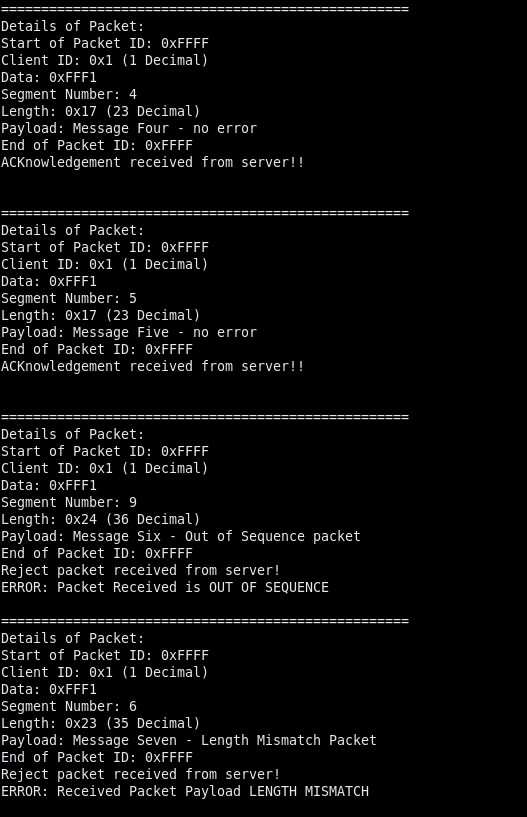 ===================================================
Details of Packet:
Start of Packet ID: 0xFFFF
Client ID: 0x1 (1 Decimal)
Data: 0xFFF1
Segment Number: 4
Length: 0x17 (23 Decimal)
Payload: Message Four - no error
End of Packet ID: 0xFFFF
ACKnowledgement received from server!!
===================================================
Details of Packet:
Start of Packet ID: 0xFFFF
Client ID: 0x1 (1 Decimal)
Data: 0xFFF1
Segment Number: 5
Length: 0x17 (23 Decimal)
Payload: Message Five - no error
End of Packet ID: 0xFFFF
ACKnowledgement received from server!!
===================================================
Details of Packet:
Start of Packet ID: 0xFFFF
Client ID: 0x1 (1 Decimal)
Data: 0xFFF1
Segment Number: 9
Length: 0x24 (36 Decimal)
Payload: Message Six - Out of Sequence packet
End of Packet ID: 0xFFFF
Reject packet received from server!
ERROR: Packet Received is OUT OF SEQUENCE
===================================================
Details of Packet:
Start of Packet ID: 0xFFFF
Client ID: 0x1 (1 Decimal)
Data: 0xFFF1
Segment Number: 6
Length: 0x23 (35 Decimal)
Payload: Message Seven - Length Mismatch Packet
End of Packet ID: 0xFFFF
Reject packet received from server!
ERROR: Received Packet Payload LENGTH MISMATCH